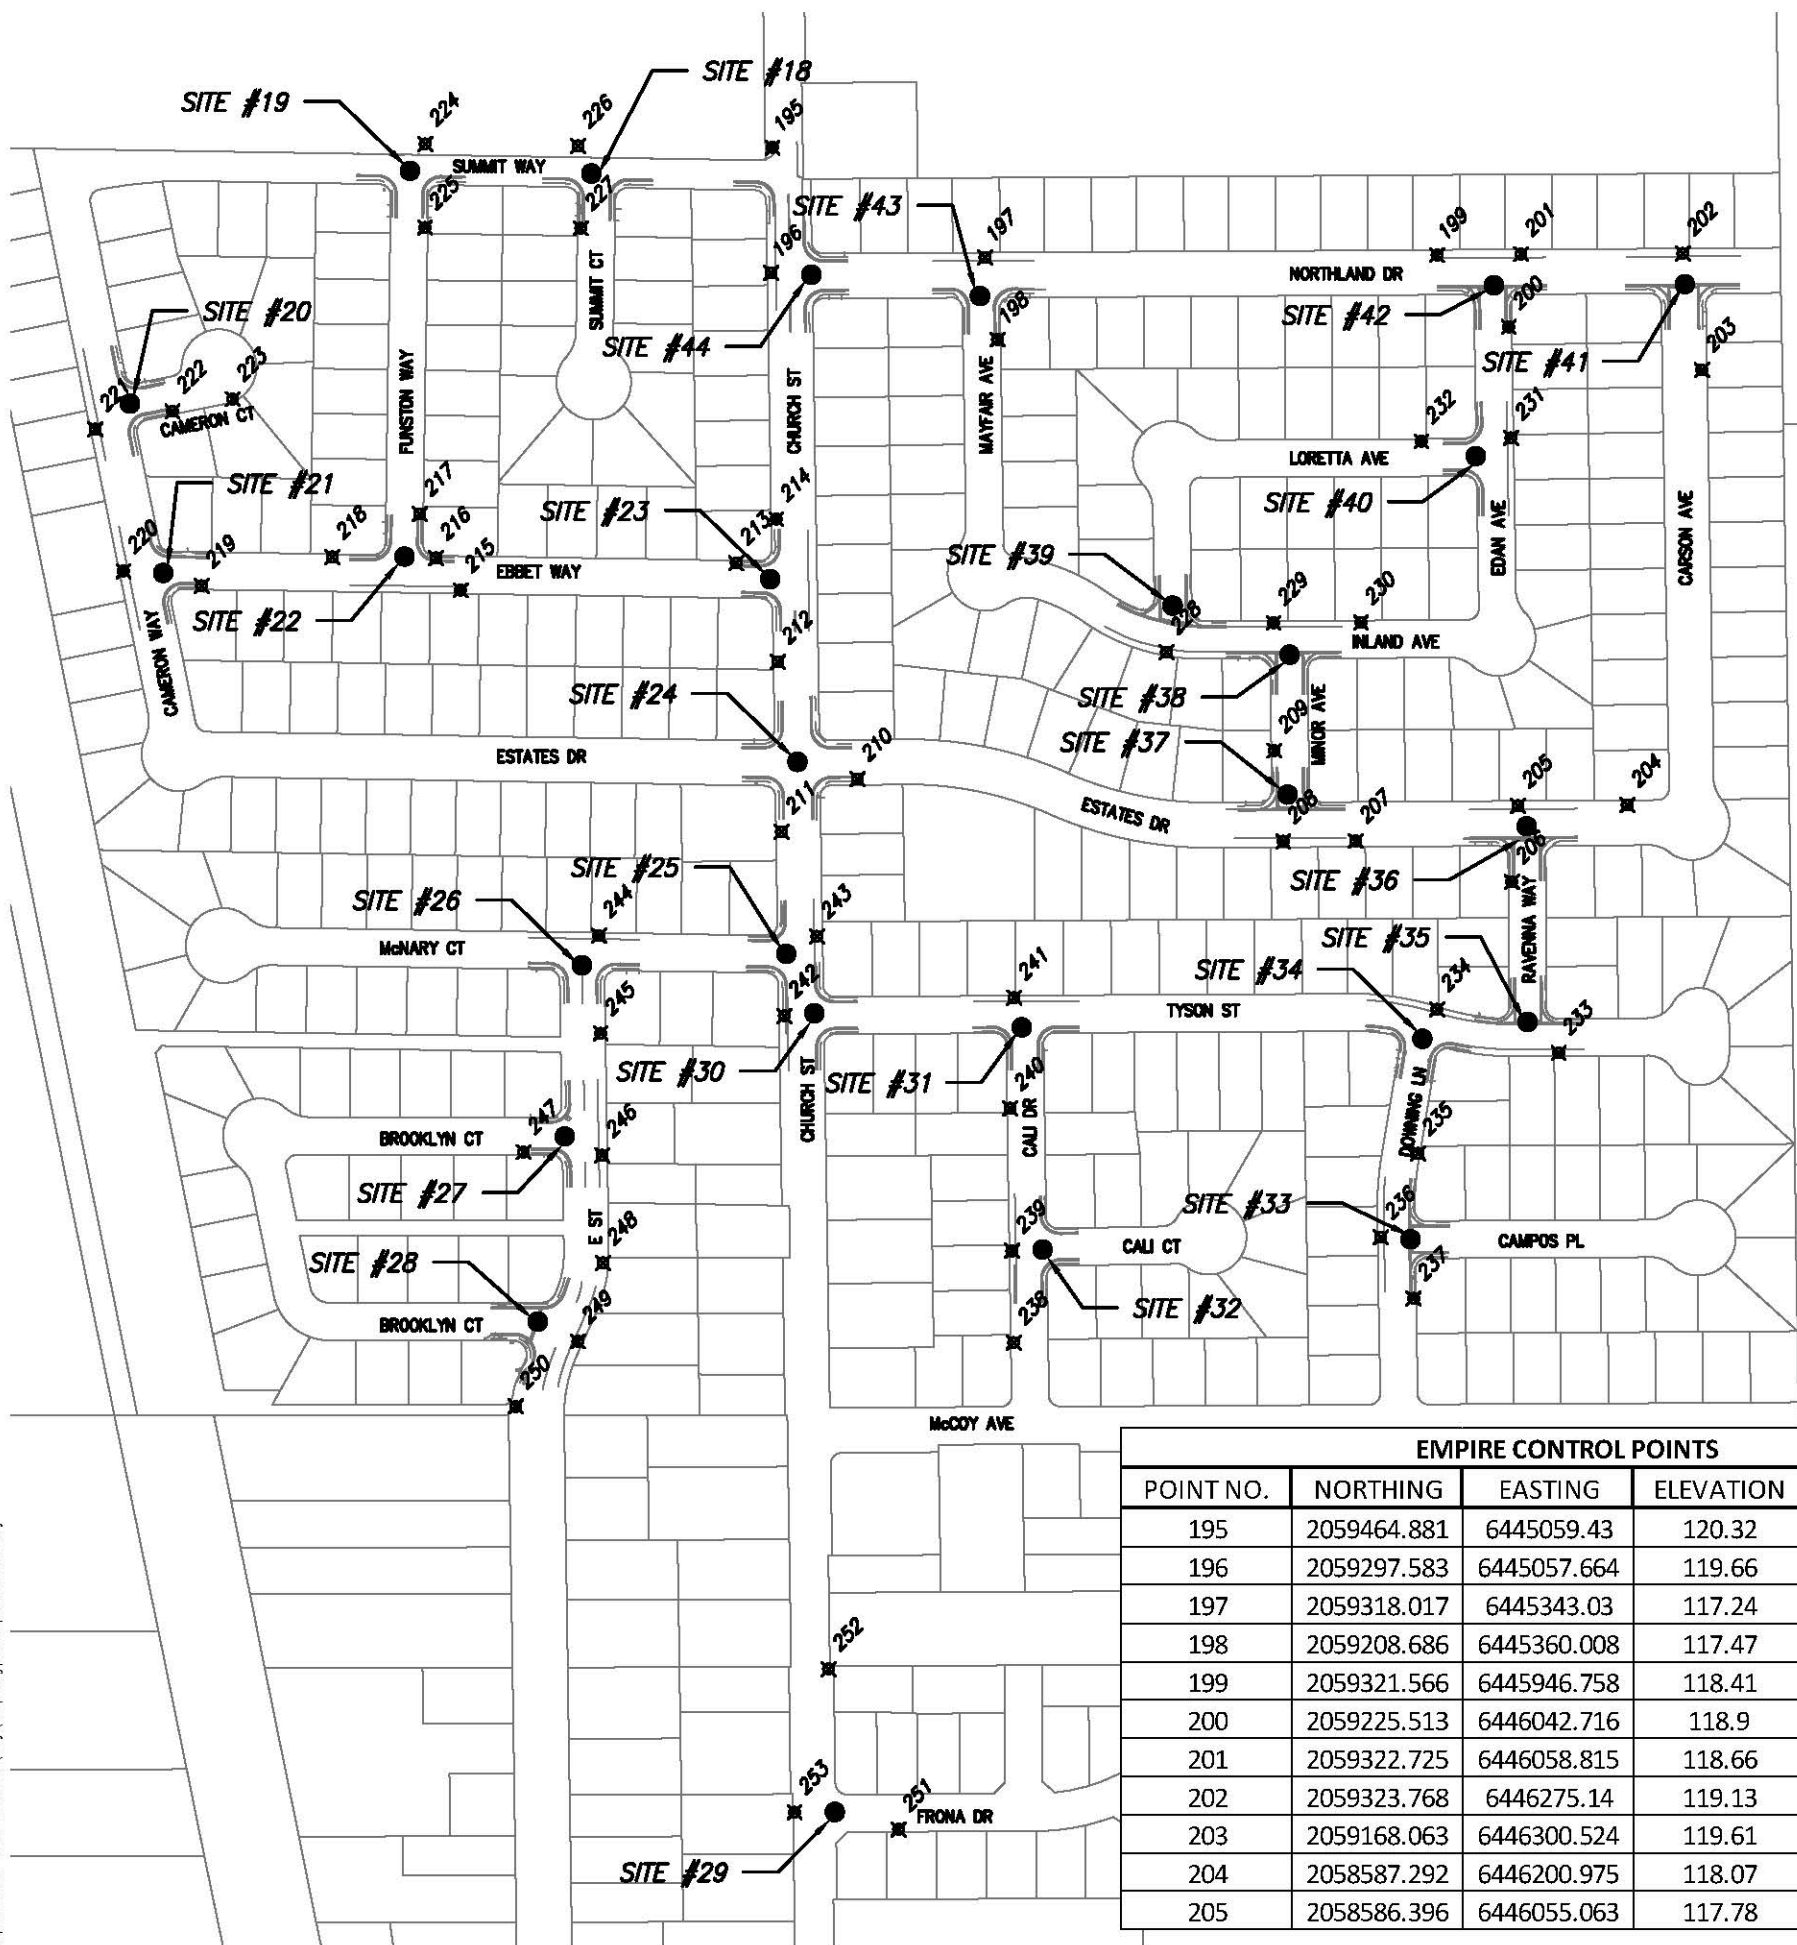 SITE #18
SITE #19
224
226
195
SUMMIT WAY
225
227
SITE #43
197
199
201
202
196
NORTHLAND DR
SUMMIT CT
SITE #20
198
SITE #42
200
SITE #44
FUNSTON WAY
CHURCH ST
MAYFAIR AVE
SITE #41
203
221
222
223
CAMERON CT
232
231
LORETTA AVE
SITE #21
217
214
SITE #40
SITE #23
218
216
213
EDAN AVE
CARSON AVE
220
219
215
EBBET WAY
SITE #39
SITE #22
229
230
228
212
INLAND AVE
CAMERON WAY
SITE #24
SITE #38
209
MINOR AVE
210
SITE #37
ESTATES DR
205
204
211
ESTATES DR
208
207
206
SITE #25
SITE #36
SITE #26
244
243
McNARY CT
RAVENNA WAY
SITE #35
241
SITE #34
234
242
245
TYSON ST
233
SITE #30
SITE #31
240
CHURCH ST
CALI DR
DOWNING LN
235
247
246
BROOKLYN CT
SITE #27
239
SITE #33
236
E ST
248
CALI CT
CAMPOS PL
SITE #28
237
238
SITE #32
249
BROOKLYN CT
250
McCOY AVE
252
253
251
FRONA DR
SITE #29
EMPIRE CONTROL POINTS
POINT NO. NORTHING EASTING ELEVATION
195 2059464.881 6445059.43 120.32
196 2059297.583 6445057.664 119.66
197 2059318.017 6445343.03 117.24
198 2059208.686 6445360.008 117.47
199 2059321.566 6445946.758 118.41
200 2059225.513 6446042.716 118.9
201 2059322.725 6446058.815 118.66
202 2059323.768 6446275.14 119.13
203 2059168.063 6446300.524 119.61
204 2058587.292 6446200.975 118.07
205 2058586.396 6446055.063 117.78